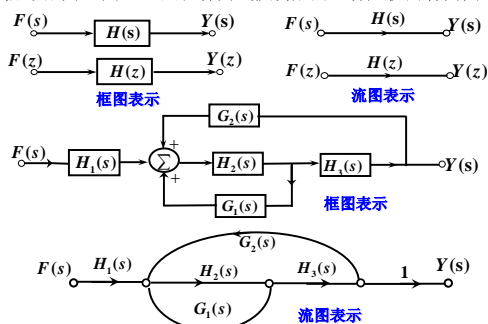 F(s) H(s) Y(s) F(s) H(s) Y(s)
F(z) H(z) Y(z) F(z) H(z) Y(z)
框图表示 流图表示
G₂(s)
F(s) H₁(s) Σ + + H₂(s) H₃(s) Y(s)
G₁(s) 框图表示
G₂(s)
F(s) H₁(s) H₂(s) H₃(s) 1 Y(s)
G₁(s) 流图表示